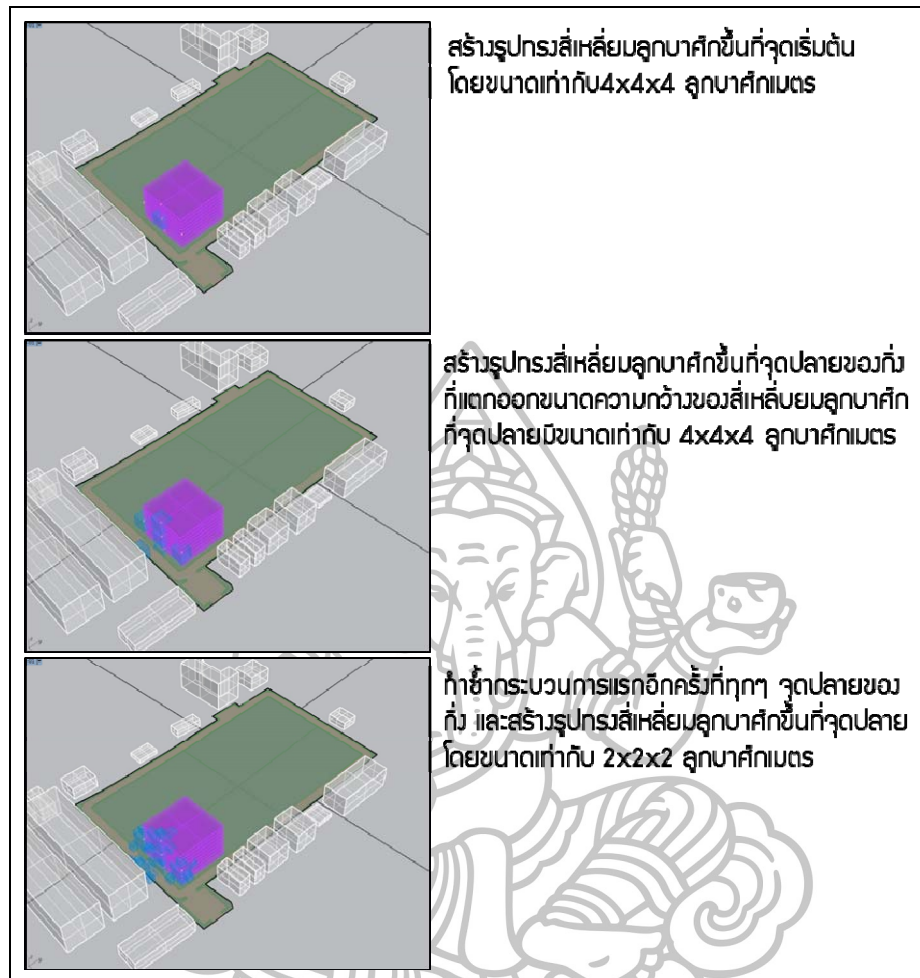 สร้างรูปทรงสี่เหลี่ยมลูกบาศ์กขึ้นที่จุดเริ่มต้น
โดยขนาดเท่ากับ4x4x4 ลูกบาศ์กเมตร
สร้างรูปทรงสี่เหลี่ยมลูกบาศ์กขึ้นที่จุดปลายของกิ่ง
ที่แตกออกขนาดความกว้างของสี่เหลิ่บยมลูกบาศ์ก
ที่จุดปลายมีขนาดเท่ากับ 4x4x4 ลูกบาศ์กเมตร
ทำซ้ำกระบวนการแรกอีกครั้งที่ทุกๆ จุดปลายของ
กิ่ง และสร้างรูปทรงสี่เหลี่ยมลูกบาศ์กขึ้นที่จุดปลาย
โดยขนาดเท่ากับ 2x2x2 ลูกบาศ์กเมตร